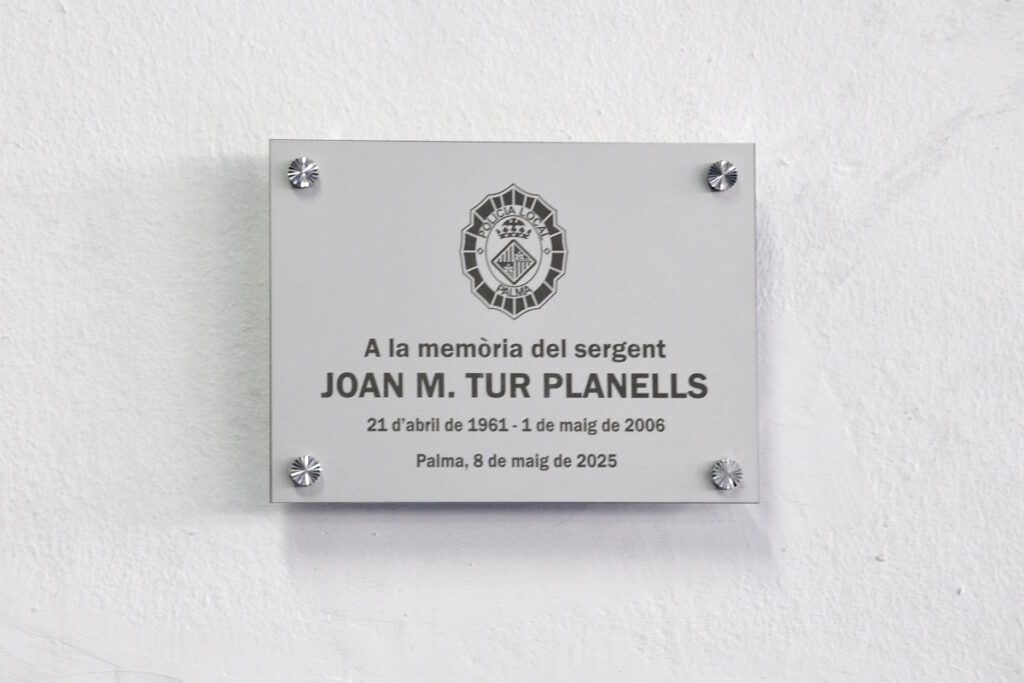 POLICIA LOCAL
PALMA
A la memòria del sergent
JOAN M. TUR PLANELLS
21 d'abril de 1961 - 1 de maig de 2006
Palma, 8 de maig de 2025